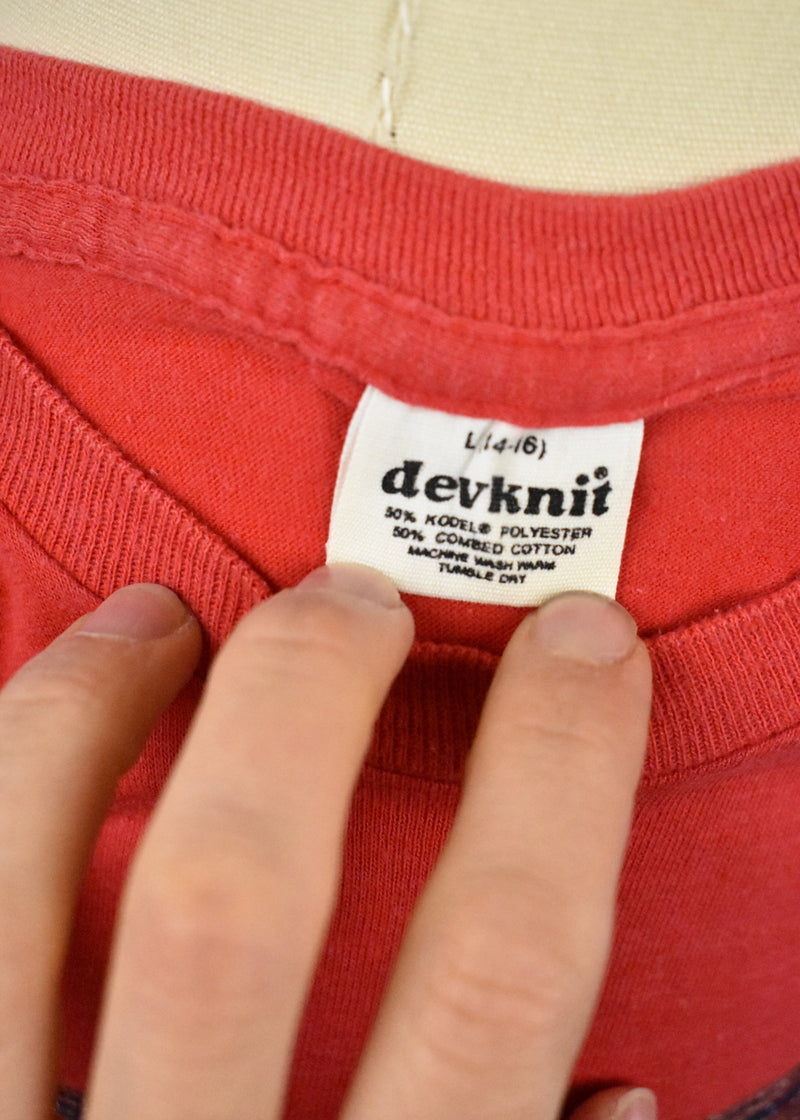 L(14-16)
devknit®
50% KODEL® POLYESTER
50% COMBED COTTON
MACHINE WASH WARM
TUMBLE DRY